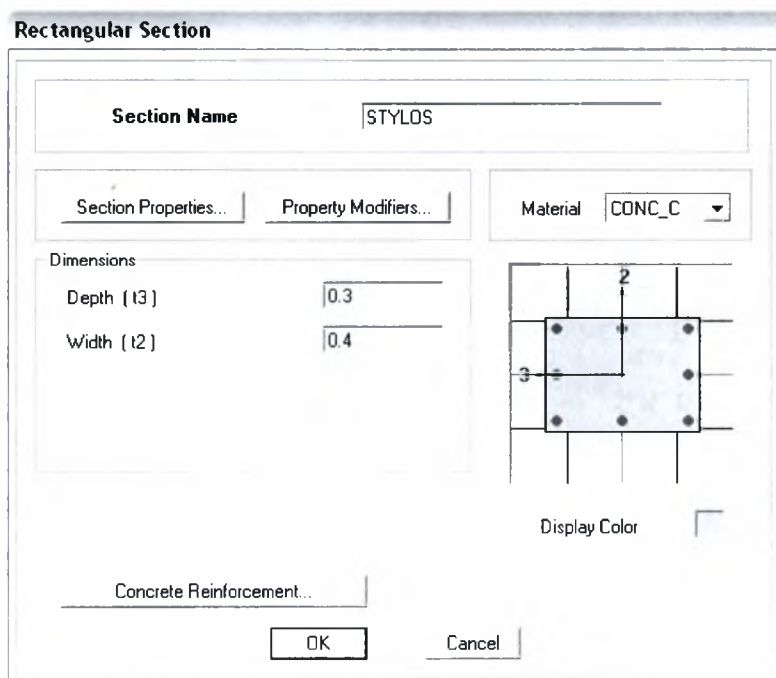 Rectangular Section
Section Name STYLOS
Section Properties... Property Modifiers... Material CONC_C
Dimensions
Depth ( t3 ) 0.3
Width ( t2 ) 0.4
2
3
Display Color
Concrete Reinforcement...
OK Cancel